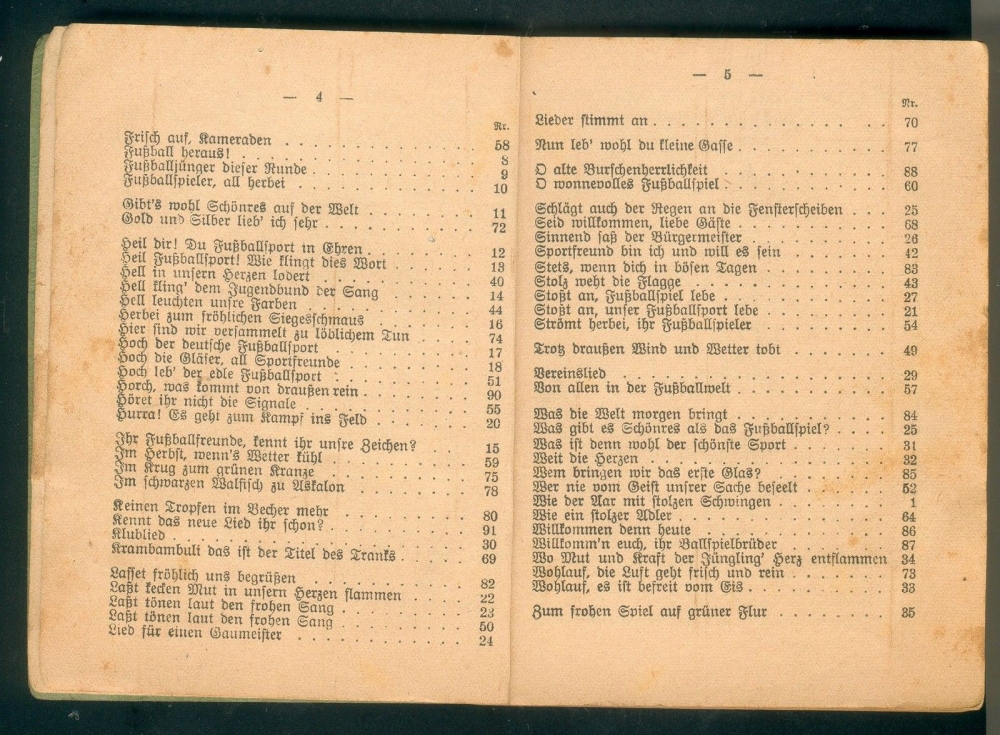 — 4 —
Nr.
Frisch auf, Kameraden . . . . . . . . . . 58
Fußball heraus! . . . . . . . . . . 8
Fußballjünger dieser Runde . . . . . . . . . . 9
Fußballspieler, all herbei . . . . . . . . . . 10
Gibt's wohl Schönres auf der Welt . . . . . . . 11
Gold und Silber lieb' ich sehr . . . . . . . . 72
Heil dir! Du Fußballsport in Ehren . . . . . . 12
Heil Fußballsport! Wie klingt dies Wort . . . . . 13
Hell in unsern Herzen lodert . . . . . . . . 40
Hell kling' dem Jugendbund der Sang . . . . . 14
Hell leuchten unsre Farben . . . . . . . . 44
Herbei zum fröhlichen Siegesschmaus . . . . . 16
Hier sind wir versammelt zu löblichem Tun . . . . 74
Hoch der deutsche Fußballsport . . . . . . . 17
Hoch die Gläser, all Sportfreunde . . . . . . 18
Hoch leb' der edle Fußballsport . . . . . . . 51
Horch, was kommt von draußen rein . . . . . . 90
Höret ihr nicht die Signale . . . . . . . . 55
Hurra! Es geht zum Kampf ins Feld . . . . . 20
Ihr Fußballfreunde, kennt ihr unsre Zeichen? . . . 15
Im Herbst, wenn's Wetter kühl . . . . . . . 59
Im Krug zum grünen Kranze . . . . . . . . 75
Im schwarzen Walfisch zu Askalon . . . . . . 78
Keinen Tropfen im Becher mehr . . . . . . . 80
Kennt das neue Lied ihr schon? . . . . . . . 91
Klublied . . . . . . . . . . . . . 30
Krambambuli das ist der Titel des Tranks . . . . 69
Lasset fröhlich uns begrüßen . . . . . . . . 82
Laßt kecken Mut in unsern Herzen flammen . . . . 22
Laßt tönen laut den frohen Sang . . . . . . . 23
Laßt tönen laut den frohen Sang . . . . . . . 50
Lied für einen Gaumeister . . . . . . . . . 24
— 5 —
Nr.
Lieder stimmt an . . . . . . . . . . . 70
Nun leb' wohl du kleine Gasse . . . . . . . . 77
O alte Burschenherrlichkeit . . . . . . . . . 88
O wonnevolles Fußballspiel . . . . . . . . . 60
Schlägt auch der Regen an die Fensterscheiben . . . 25
Seid willkommen, liebe Gäste . . . . . . . . 68
Sinnend saß der Bürgermeister . . . . . . . . 26
Sportfreund bin ich und will es sein . . . . . . 42
Stets, wenn dich in bösen Tagen . . . . . . . 83
Stolz weht die Flagge . . . . . . . . . . 43
Stoßt an, Fußballspiel lebe . . . . . . . . . 27
Stoßt an, unser Fußballsport lebe . . . . . . . 21
Strömt herbei, ihr Fußballspieler . . . . . . . 54
Trotz draußen Wind und Wetter tobt . . . . . . 49
Vereinslied . . . . . . . . . . . . . 29
Von allen in der Fußballwelt . . . . . . . . 57
Was die Welt morgen bringt . . . . . . . . . 84
Was gibt es Schönres als das Fußballspiel? . . . . 25
Was ist denn wohl der schönste Sport . . . . . . 31
Weit die Herzen . . . . . . . . . . . . 32
Wem bringen wir das erste Glas? . . . . . . . 85
Wer nie vom Geist unsrer Sache beseelt . . . . . 52
Wie der Aar mit stolzen Schwingen . . . . . . 1
Wie ein stolzer Adler . . . . . . . . . . 64
Willkommen denn heute . . . . . . . . . . 86
Willkomm'n euch, ihr Ballspielbrüder . . . . . . 87
Wo Mut und Kraft der Jüngling' Herz entflammen 34
Wohlauf, die Luft geht frisch und rein . . . . . 73
Wohlauf, es ist befreit vom Eis . . . . . . . . 33
Zum frohen Spiel auf grüner Flur . . . . . . . 35